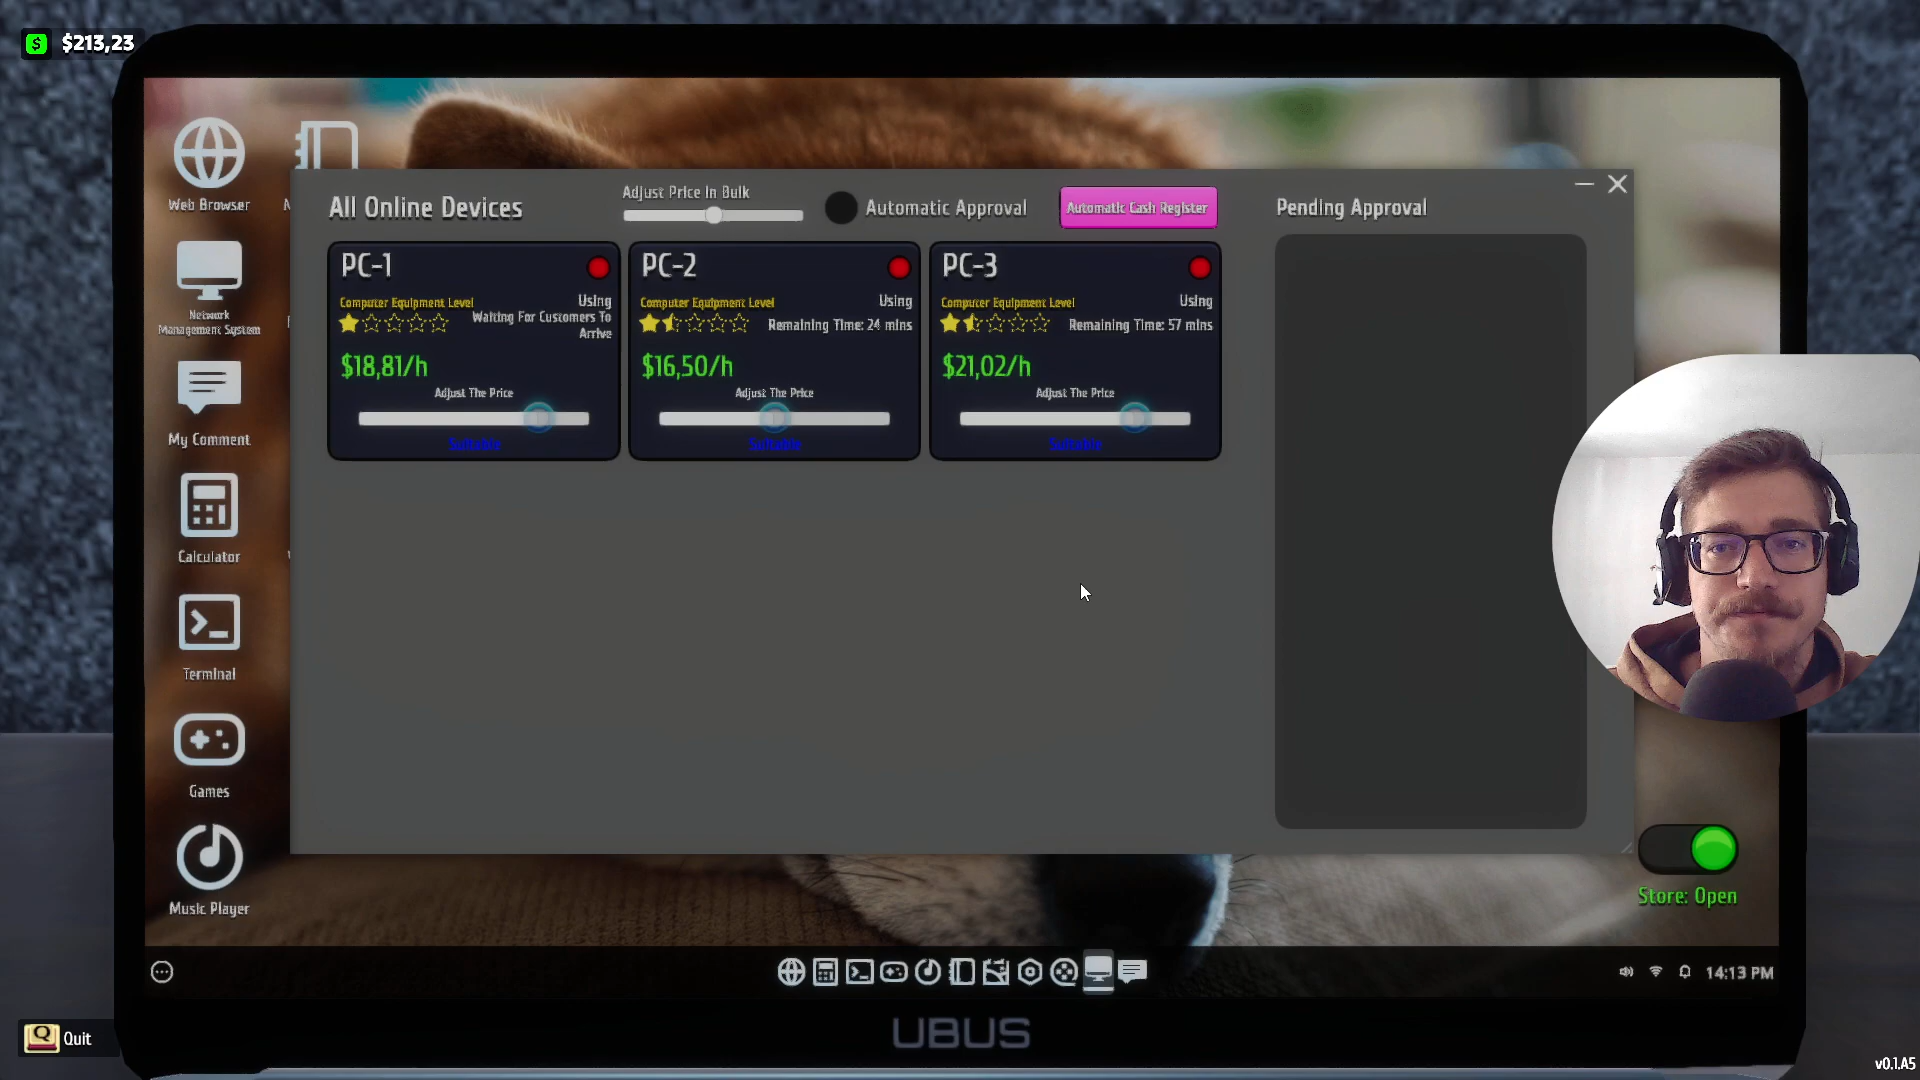 $213,23
Web Browser
Network
Management System
My Comment
Calculator
Terminal
Games
Music Player
All Online Devices
Adjust Price In Bulk
Automatic Approval
Automatic Cash Register
Pending Approval
PC-1
Computer Equipment Level
Using
Waiting For Customers To
Arrive
$18,81/h
Adjust The Price
Suitable
PC-2
Computer Equipment Level
Using
Remaining Time: 24 mins
$16,50/h
Adjust The Price
Suitable
PC-3
Computer Equipment Level
Using
Remaining Time: 57 mins
$21,02/h
Adjust The Price
Suitable
Store: Open
14:13 PM
UBUS
Q Quit
v0.1.A5